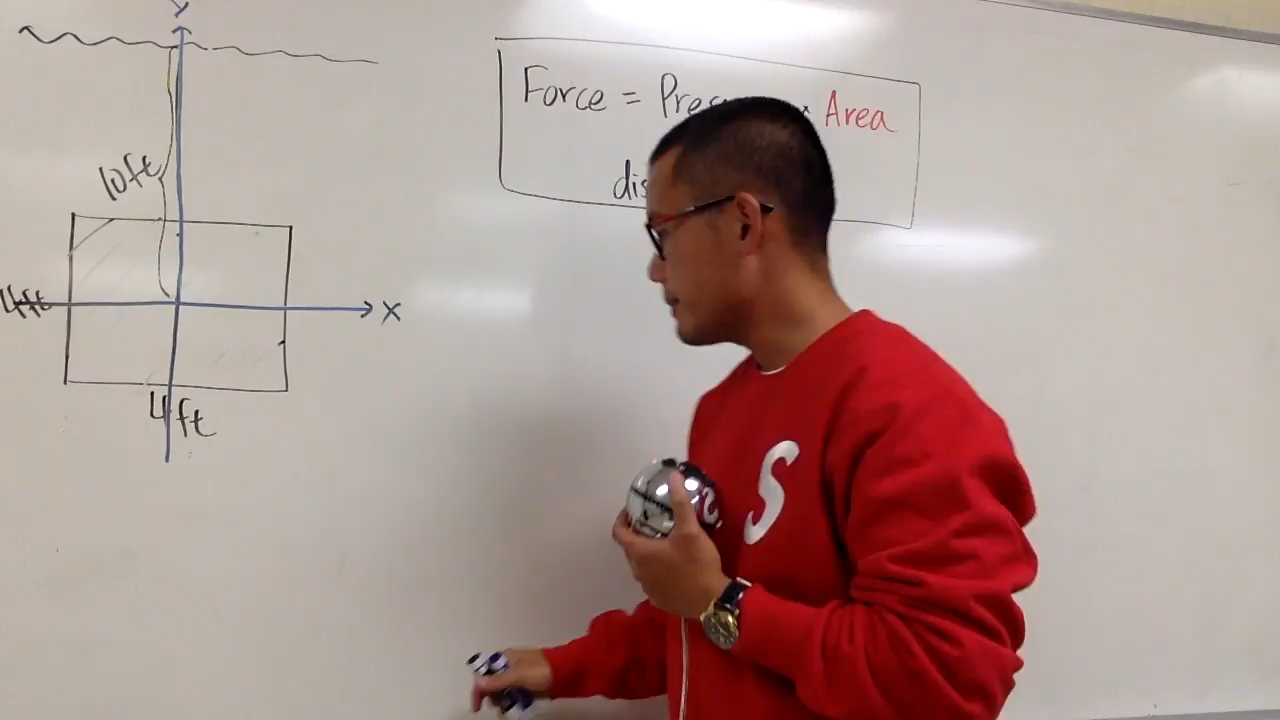 y
Force = Pres × Area
dis
10ft
4ft
x
4ft
S